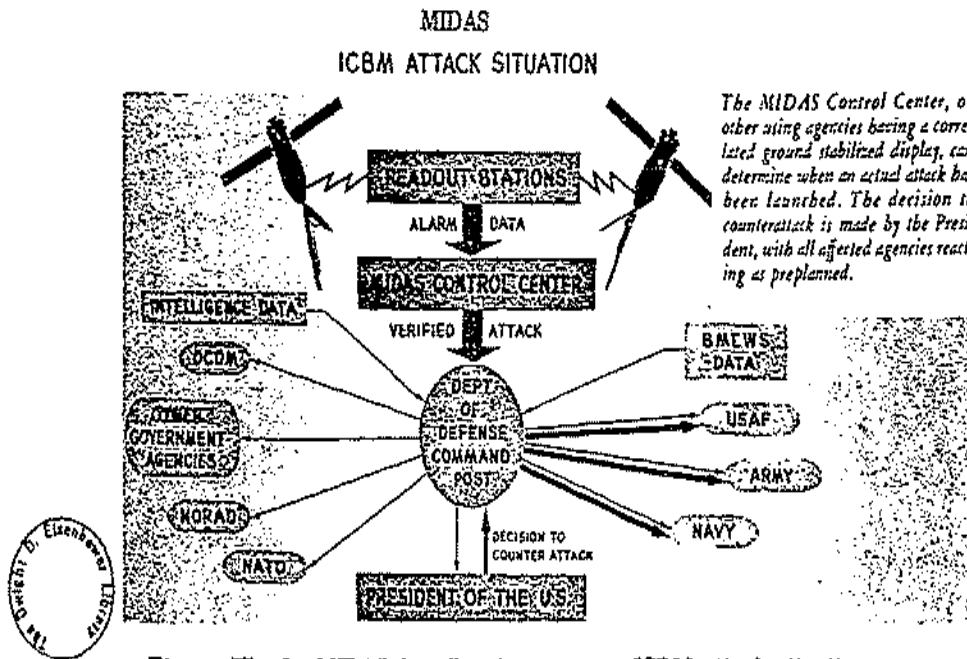 MIDAS
ICBM ATTACK SITUATION
The MIDAS Control Center, o
other using agencies having a corre
lated ground stabilized display, ca
determine when an actual attack ha
been launched. The decision t
counterattack is made by the Pres
dent, with all affected agencies react
ing as preplanned.
READOUT STATIONS
ALARM DATA
MIDAS CONTROL CENTER
VERIFIED ATTACK
INTELLIGENCE DATA
OCDM
OTHER
GOVERNMENT
AGENCIES
NORAD
NATO
DEPT
OF
DEFENSE
COMMAND
POST
BMEWS
DATA
USAF
ARMY
NAVY
DECISION TO
COUNTER ATTACK
PRESIDENT OF THE U.S.
The Dwight D. Eisenhower Library